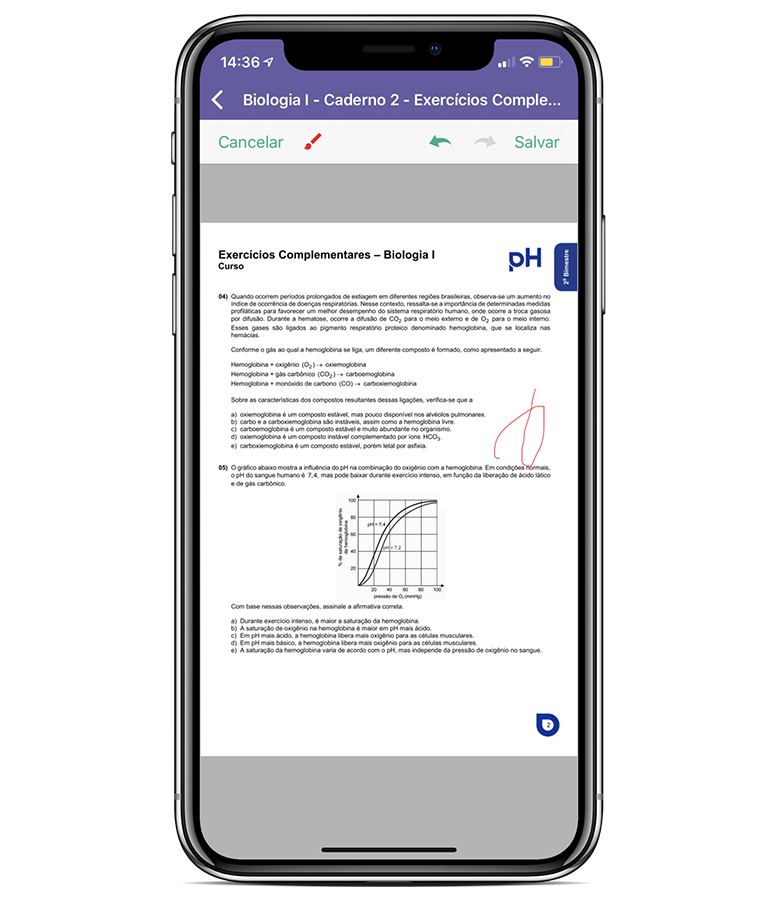 14:36
Biologia I - Caderno 2 - Exercícios Comple...
Cancelar
Salvar
Exercícios Complementares – Biologia I
Curso
pH
2º Bimestre
04) Quando ocorrem períodos prolongados de estiagem em diferentes regiões brasileiras, observa-se um aumento no
índice de ocorrência de doenças respiratórias. Nesse contexto, ressalta-se a importância de determinadas medidas
profiláticas para favorecer um melhor desempenho do sistema respiratório humano, onde ocorre a troca gasosa
por difusão. Durante a hematose, ocorre a difusão de CO₂ para o meio externo e de O₂ para o meio interno.
Esses gases são ligados ao pigmento respiratório proteico denominado hemoglobina, que se localiza nas
hemácias.
Conforme o gás ao qual a hemoglobina se liga, um diferente composto é formado, como apresentado a seguir.
Hemoglobina + oxigênio (O₂) → oxiemoglobina
Hemoglobina + gás carbônico (CO₂) → carboemoglobina
Hemoglobina + monóxido de carbono (CO) → carboxiemoglobina
Sobre as características dos compostos resultantes dessas ligações, verifica-se que a
a) oxiemoglobina é um composto estável, mas pouco disponível nos alvéolos pulmonares.
b) carbo e a carboxiemoglobina são instáveis, assim como a hemoglobina livre.
c) carboemoglobina é um composto estável e muito abundante no organismo.
d) oxiemoglobina é um composto instável complementado por íons HCO₃.
e) carboxiemoglobina é um composto estável, porém letal por asfixia.
05) O gráfico abaixo mostra a influência do pH na combinação do oxigênio com a hemoglobina. Em condições normais,
o pH do sangue humano é 7,4, mas pode baixar durante exercício intenso, em função da liberação de ácido lático
e de gás carbônico.
% de saturação de oxigênio
da hemoglobina
100
80
60
40
20
pH = 7,4
pH = 7,2
20 40 60 80 100
pressão de O₂ (mmHg)
Com base nessas observações, assinale a afirmativa correta.
a) Durante exercício intenso, é maior a saturação da hemoglobina.
b) A saturação de oxigênio na hemoglobina é maior em pH mais ácido.
c) Em pH mais ácido, a hemoglobina libera mais oxigênio para as células musculares.
d) Em pH mais básico, a hemoglobina libera mais oxigênio para as células musculares.
e) A saturação da hemoglobina varia de acordo com o pH, mas independe da pressão de oxigênio no sangue.
2